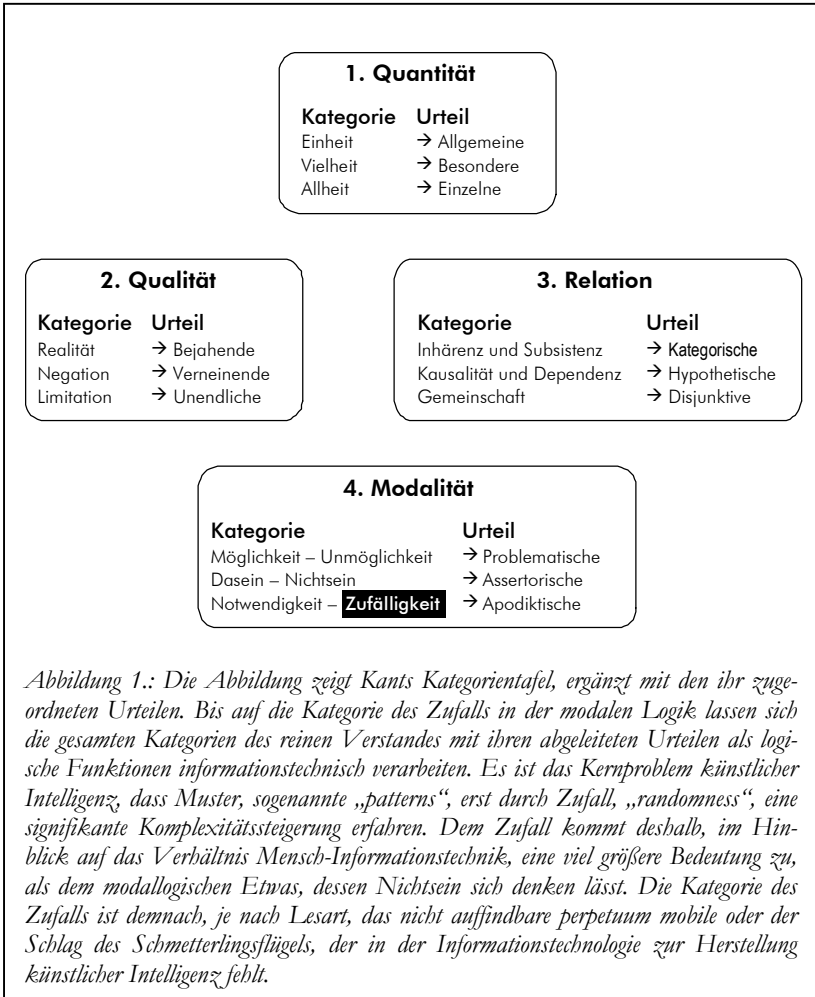 1. Quantität
Kategorie Urteil
Einheit → Allgemeine
Vielheit → Besondere
Allheit → Einzelne
2. Qualität
Kategorie Urteil
Realität → Bejahende
Negation → Verneinende
Limitation → Unendliche
3. Relation
Kategorie Urteil
Inhärenz und Subsistenz → Kategorische
Kausalität und Dependenz → Hypothetische
Gemeinschaft → Disjunktive
4. Modalität
Kategorie Urteil
Möglichkeit – Unmöglichkeit → Problematische
Dasein – Nichtsein → Assertorische
Notwendigkeit – Zufälligkeit → Apodiktische
Abbildung 1.: Die Abbildung zeigt Kants Kategorientafel, ergänzt mit den ihr zuge-
ordneten Urteilen. Bis auf die Kategorie des Zufalls in der modalen Logik lassen sich
die gesamten Kategorien des reinen Verstandes mit ihren abgeleiteten Urteilen als logi-
sche Funktionen informationstechnisch verarbeiten. Es ist das Kernproblem künstlicher
Intelligenz, dass Muster, sogenannte „patterns“, erst durch Zufall, „randomness“, eine
signifikante Komplexitätssteigerung erfahren. Dem Zufall kommt deshalb, im Hin-
blick auf das Verhältnis Mensch-Informationstechnik, eine viel größere Bedeutung zu,
als dem modallogischen Etwas, dessen Nichtsein sich denken lässt. Die Kategorie des
Zufalls ist demnach, je nach Lesart, das nicht auffindbare perpetuum mobile oder der
Schlag des Schmetterlingsflügels, der in der Informationstechnologie zur Herstellung
künstlicher Intelligenz fehlt.